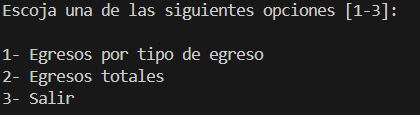 Escoja una de las siguientes opciones [1-3]:
1- Egresos por tipo de egreso
2- Egresos totales
3- Salir